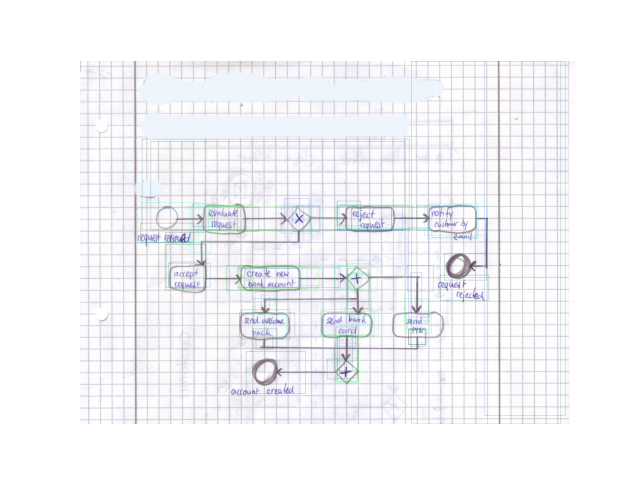 evaluate
request
reject
request
notify
customer by
email
request received
accept
request
create new
bank account
request
rejected
send welcome
pack
send bank
card
send
PIN
account created